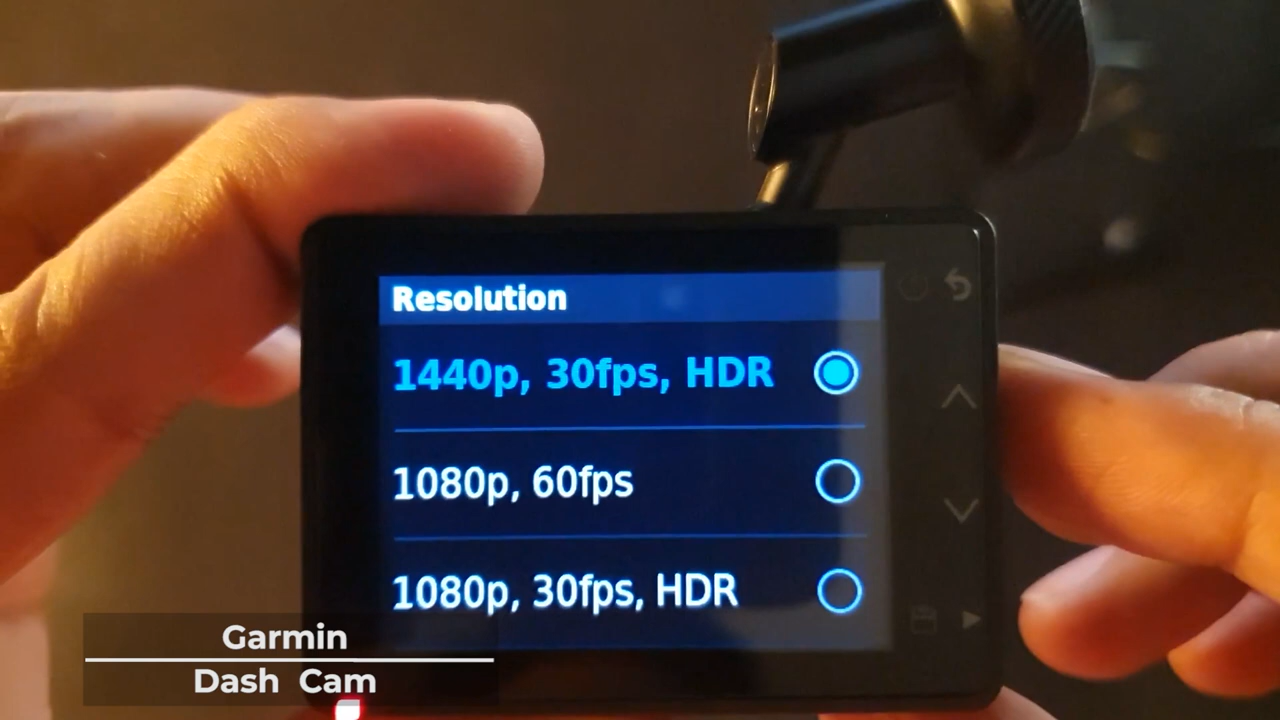 Resolution
1440p, 30fps, HDR
1080p, 60fps
1080p, 30fps, HDR
Garmin
Dash Cam